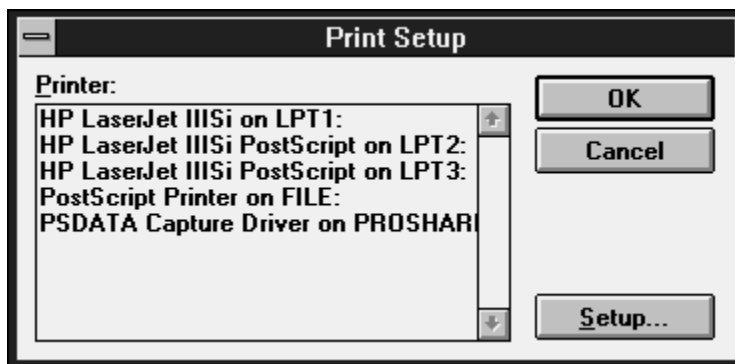 Print Setup
Printer:
HP LaserJet IIISi on LPT1:
HP LaserJet IIISi PostScript on LPT2:
HP LaserJet IIISi PostScript on LPT3:
PostScript Printer on FILE:
PSDATA Capture Driver on
OK
Cancel
Setup...